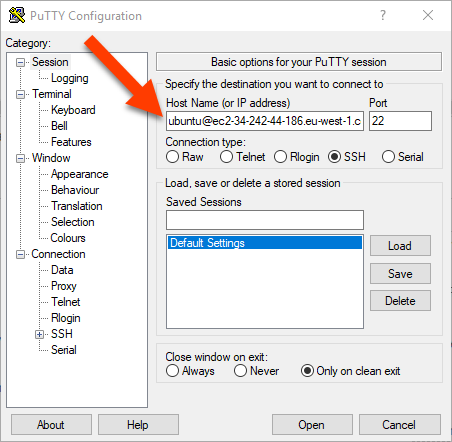 PuTTY Configuration
?
Category:
Session
Logging
Terminal
Keyboard
Bell
Features
Window
Appearance
Behaviour
Translation
Selection
Colours
Connection
Data
Proxy
Telnet
Rlogin
SSH
Serial
Basic options for your PuTTY session
Specify the destination you want to connect to
Host Name (or IP address) Port
ubuntu@ec2-34-242-44-186.eu-west-1.c 22
Connection type:
Raw Telnet Rlogin SSH Serial
Load, save or delete a stored session
Saved Sessions
Default Settings
Load
Save
Delete
Close window on exit:
Always Never Only on clean exit
About Help Open Cancel